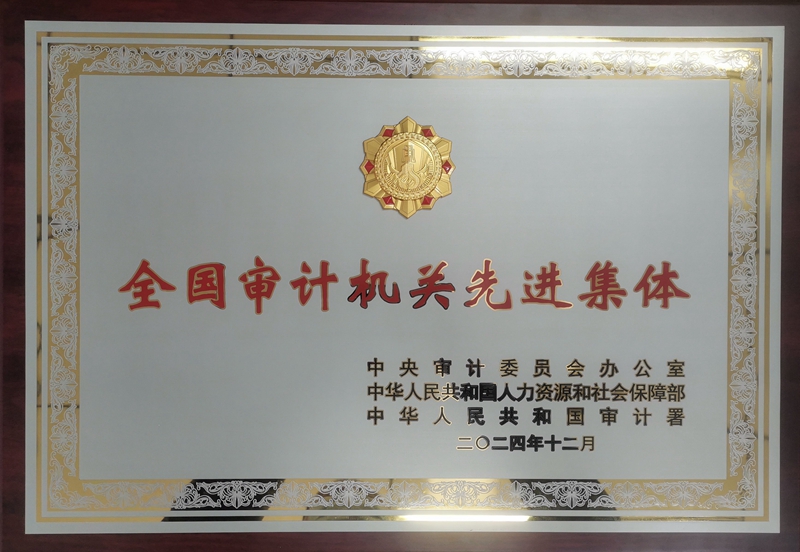 全国审计机关先进集体
中央审计委员会办公室
中华人民共和国人力资源和社会保障部
中华人民共和国审计署
二〇二四年十二月